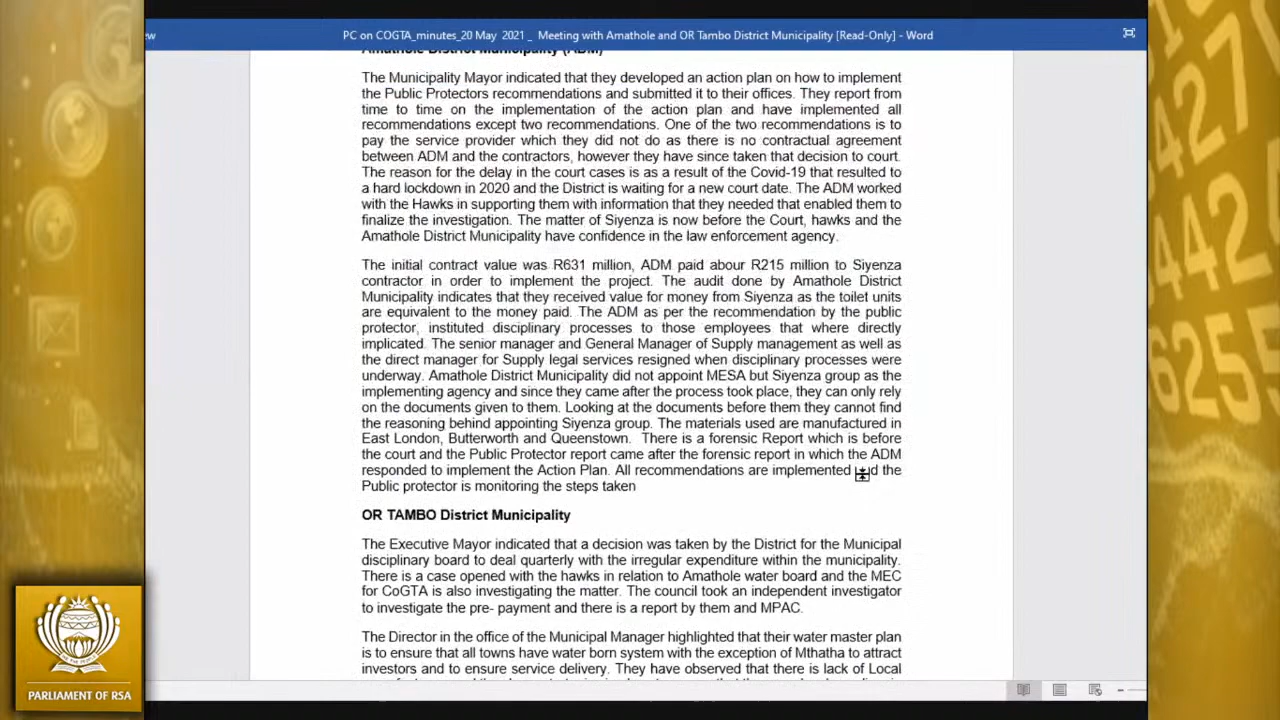 ew
PC on COGTA_minutes_20 May 2021 _ Meeting with Amathole and OR Tambo District Municipality [Read-Only] - Word
Amathole District Municipality (ADM)
The Municipality Mayor indicated that they developed an action plan on how to implement
the Public Protectors recommendations and submitted it to their offices. They report from
time to time on the implementation of the action plan and have implemented all
recommendations except two recommendations. One of the two recommendations is to
pay the service provider which they did not do as there is no contractual agreement
between ADM and the contractors, however they have since taken that decision to court.
The reason for the delay in the court cases is as a result of the Covid-19 that resulted to
a hard lockdown in 2020 and the District is waiting for a new court date. The ADM worked
with the Hawks in supporting them with information that they needed that enabled them to
finalize the investigation. The matter of Siyenza is now before the Court, hawks and the
Amathole District Municipality have confidence in the law enforcement agency.
The initial contract value was R631 million, ADM paid abour R215 million to Siyenza
contractor in order to implement the project. The audit done by Amathole District
Municipality indicates that they received value for money from Siyenza as the toilet units
are equivalent to the money paid. The ADM as per the recommendation by the public
protector, instituted disciplinary processes to those employees that where directly
implicated. The senior manager and General Manager of Supply management as well as
the direct manager for Supply legal services resigned when disciplinary processes were
underway. Amathole District Municipality did not appoint MESA but Siyenza group as the
implementing agency and since they came after the process took place, they can only rely
on the documents given to them. Looking at the documents before them they cannot find
the reasoning behind appointing Siyenza group. The materials used are manufactured in
East London, Butterworth and Queenstown. There is a forensic Report which is before
the court and the Public Protector report came after the forensic report in which the ADM
responded to implement the Action Plan. All recommendations are implemented the
Public protector is monitoring the steps taken
OR TAMBO District Municipality
The Executive Mayor indicated that a decision was taken by the District for the Municipal
disciplinary board to deal quarterly with the irregular expenditure within the municipality.
There is a case opened with the hawks in relation to Amathole water board and the MEC
for CoGTA is also investigating the matter. The council took an independent investigator
to investigate the pre- payment and there is a report by them and MPAC.
The Director in the office of the Municipal Manager highlighted that their water master plan
is to ensure that all towns have water born system with the exception of Mthatha to attract
investors and to ensure service delivery. They have observed that there is lack of Local
PARLIAMENT OF RSA
427
442
6255